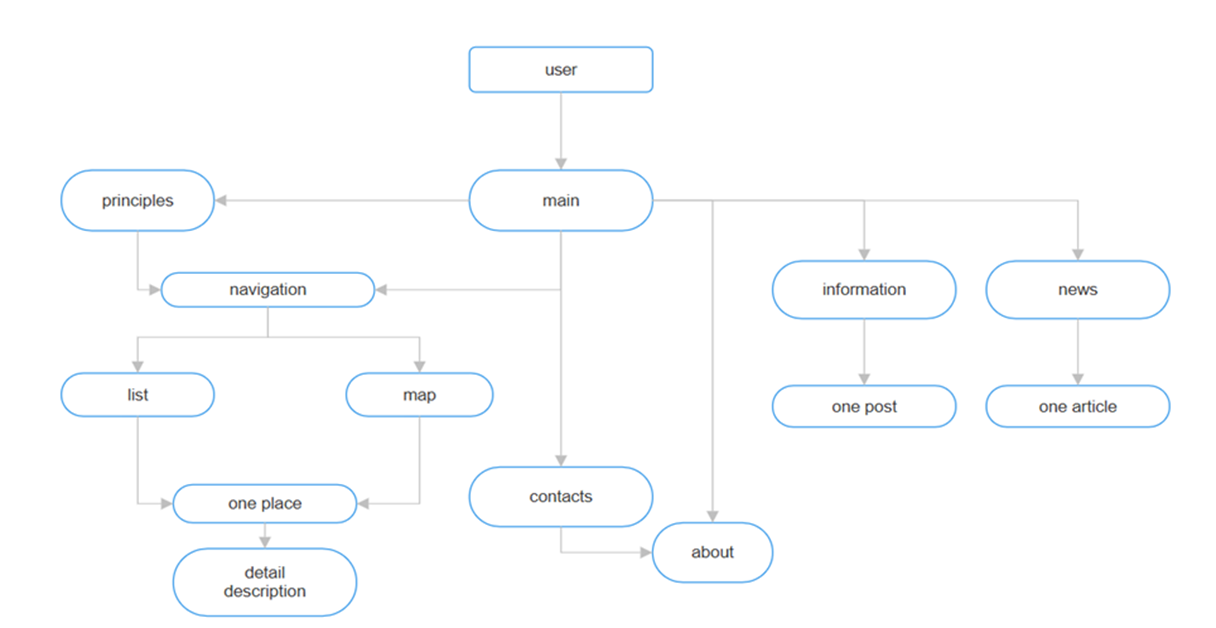 user
principles
main
navigation
information
news
list
map
one post
one article
contacts
one place
about
detail
description